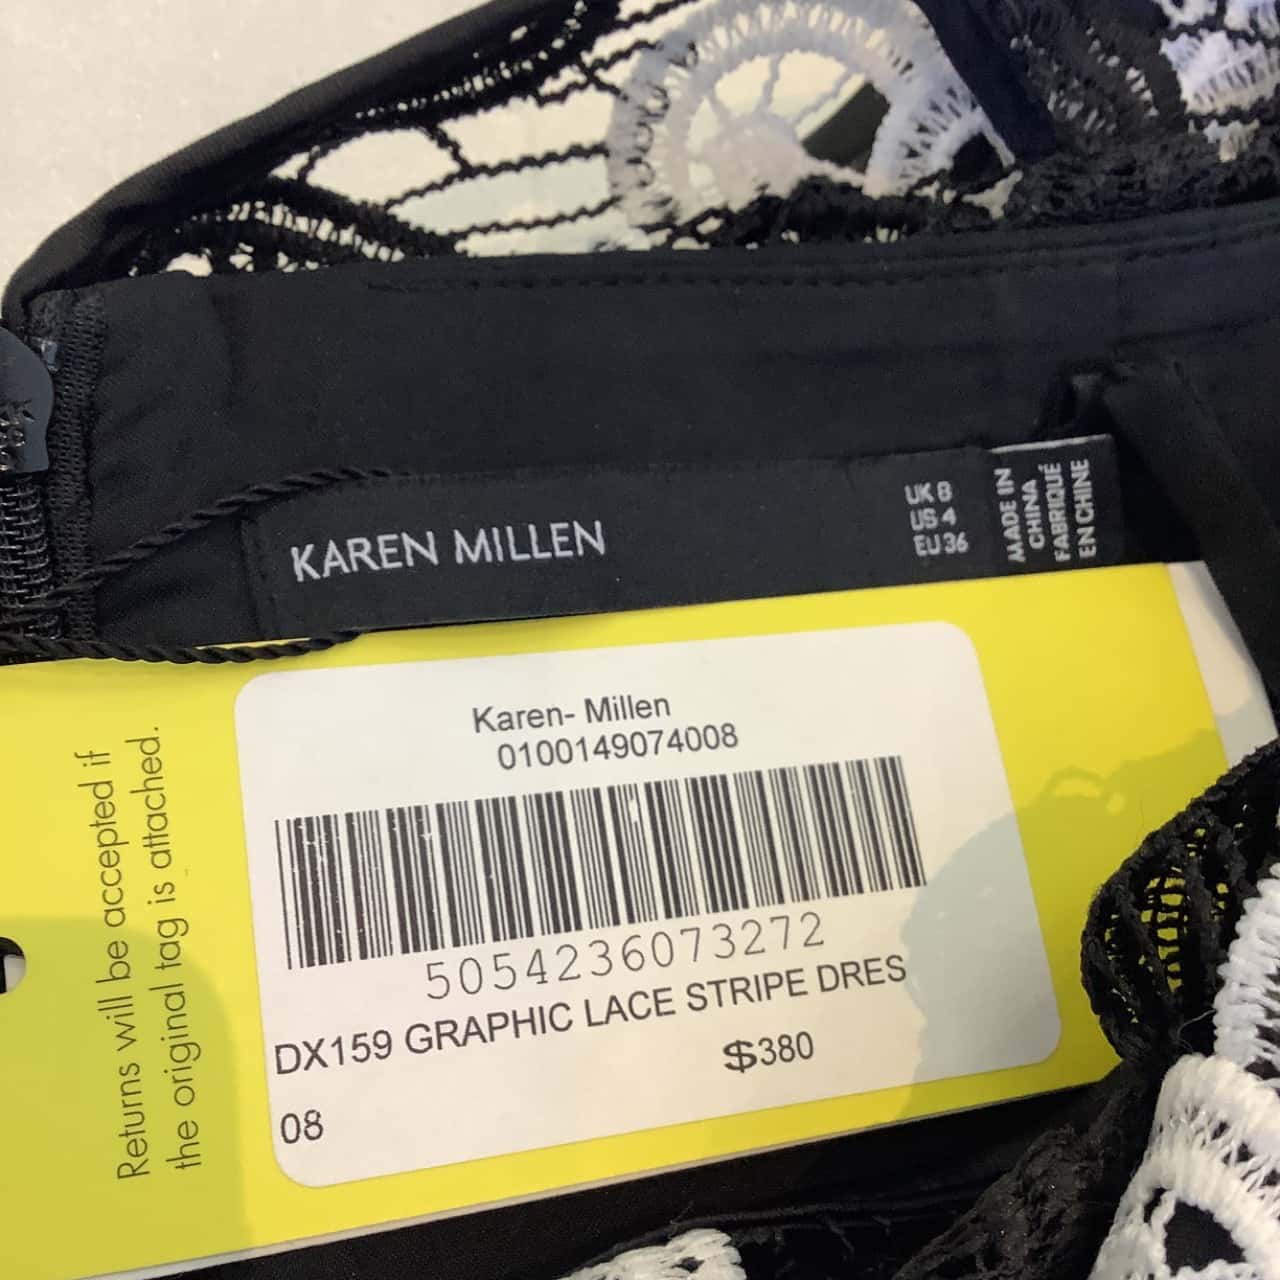 KAREN MILLEN
UK 8
US 4
EU 36
MADE IN
CHINA
FABRIQUÉ
EN CHINE
Karen- Millen
0100149074008
5054236073272
DX159 GRAPHIC LACE STRIPE DRES
$380
08
Returns will be accepted if
the original tag is attached.